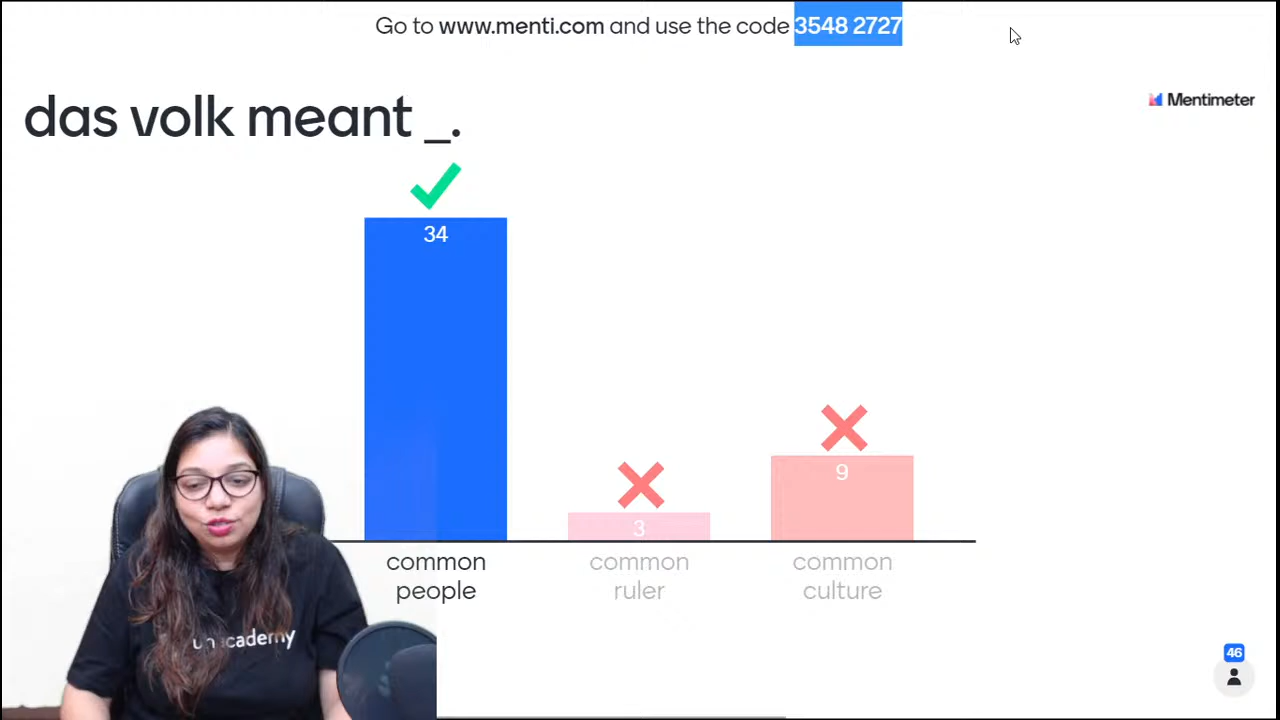 Go to www.menti.com and use the code 3548 2727
Mentimeter
das volk meant _.
34
3
9
common people
common ruler
common culture
unacademy
46